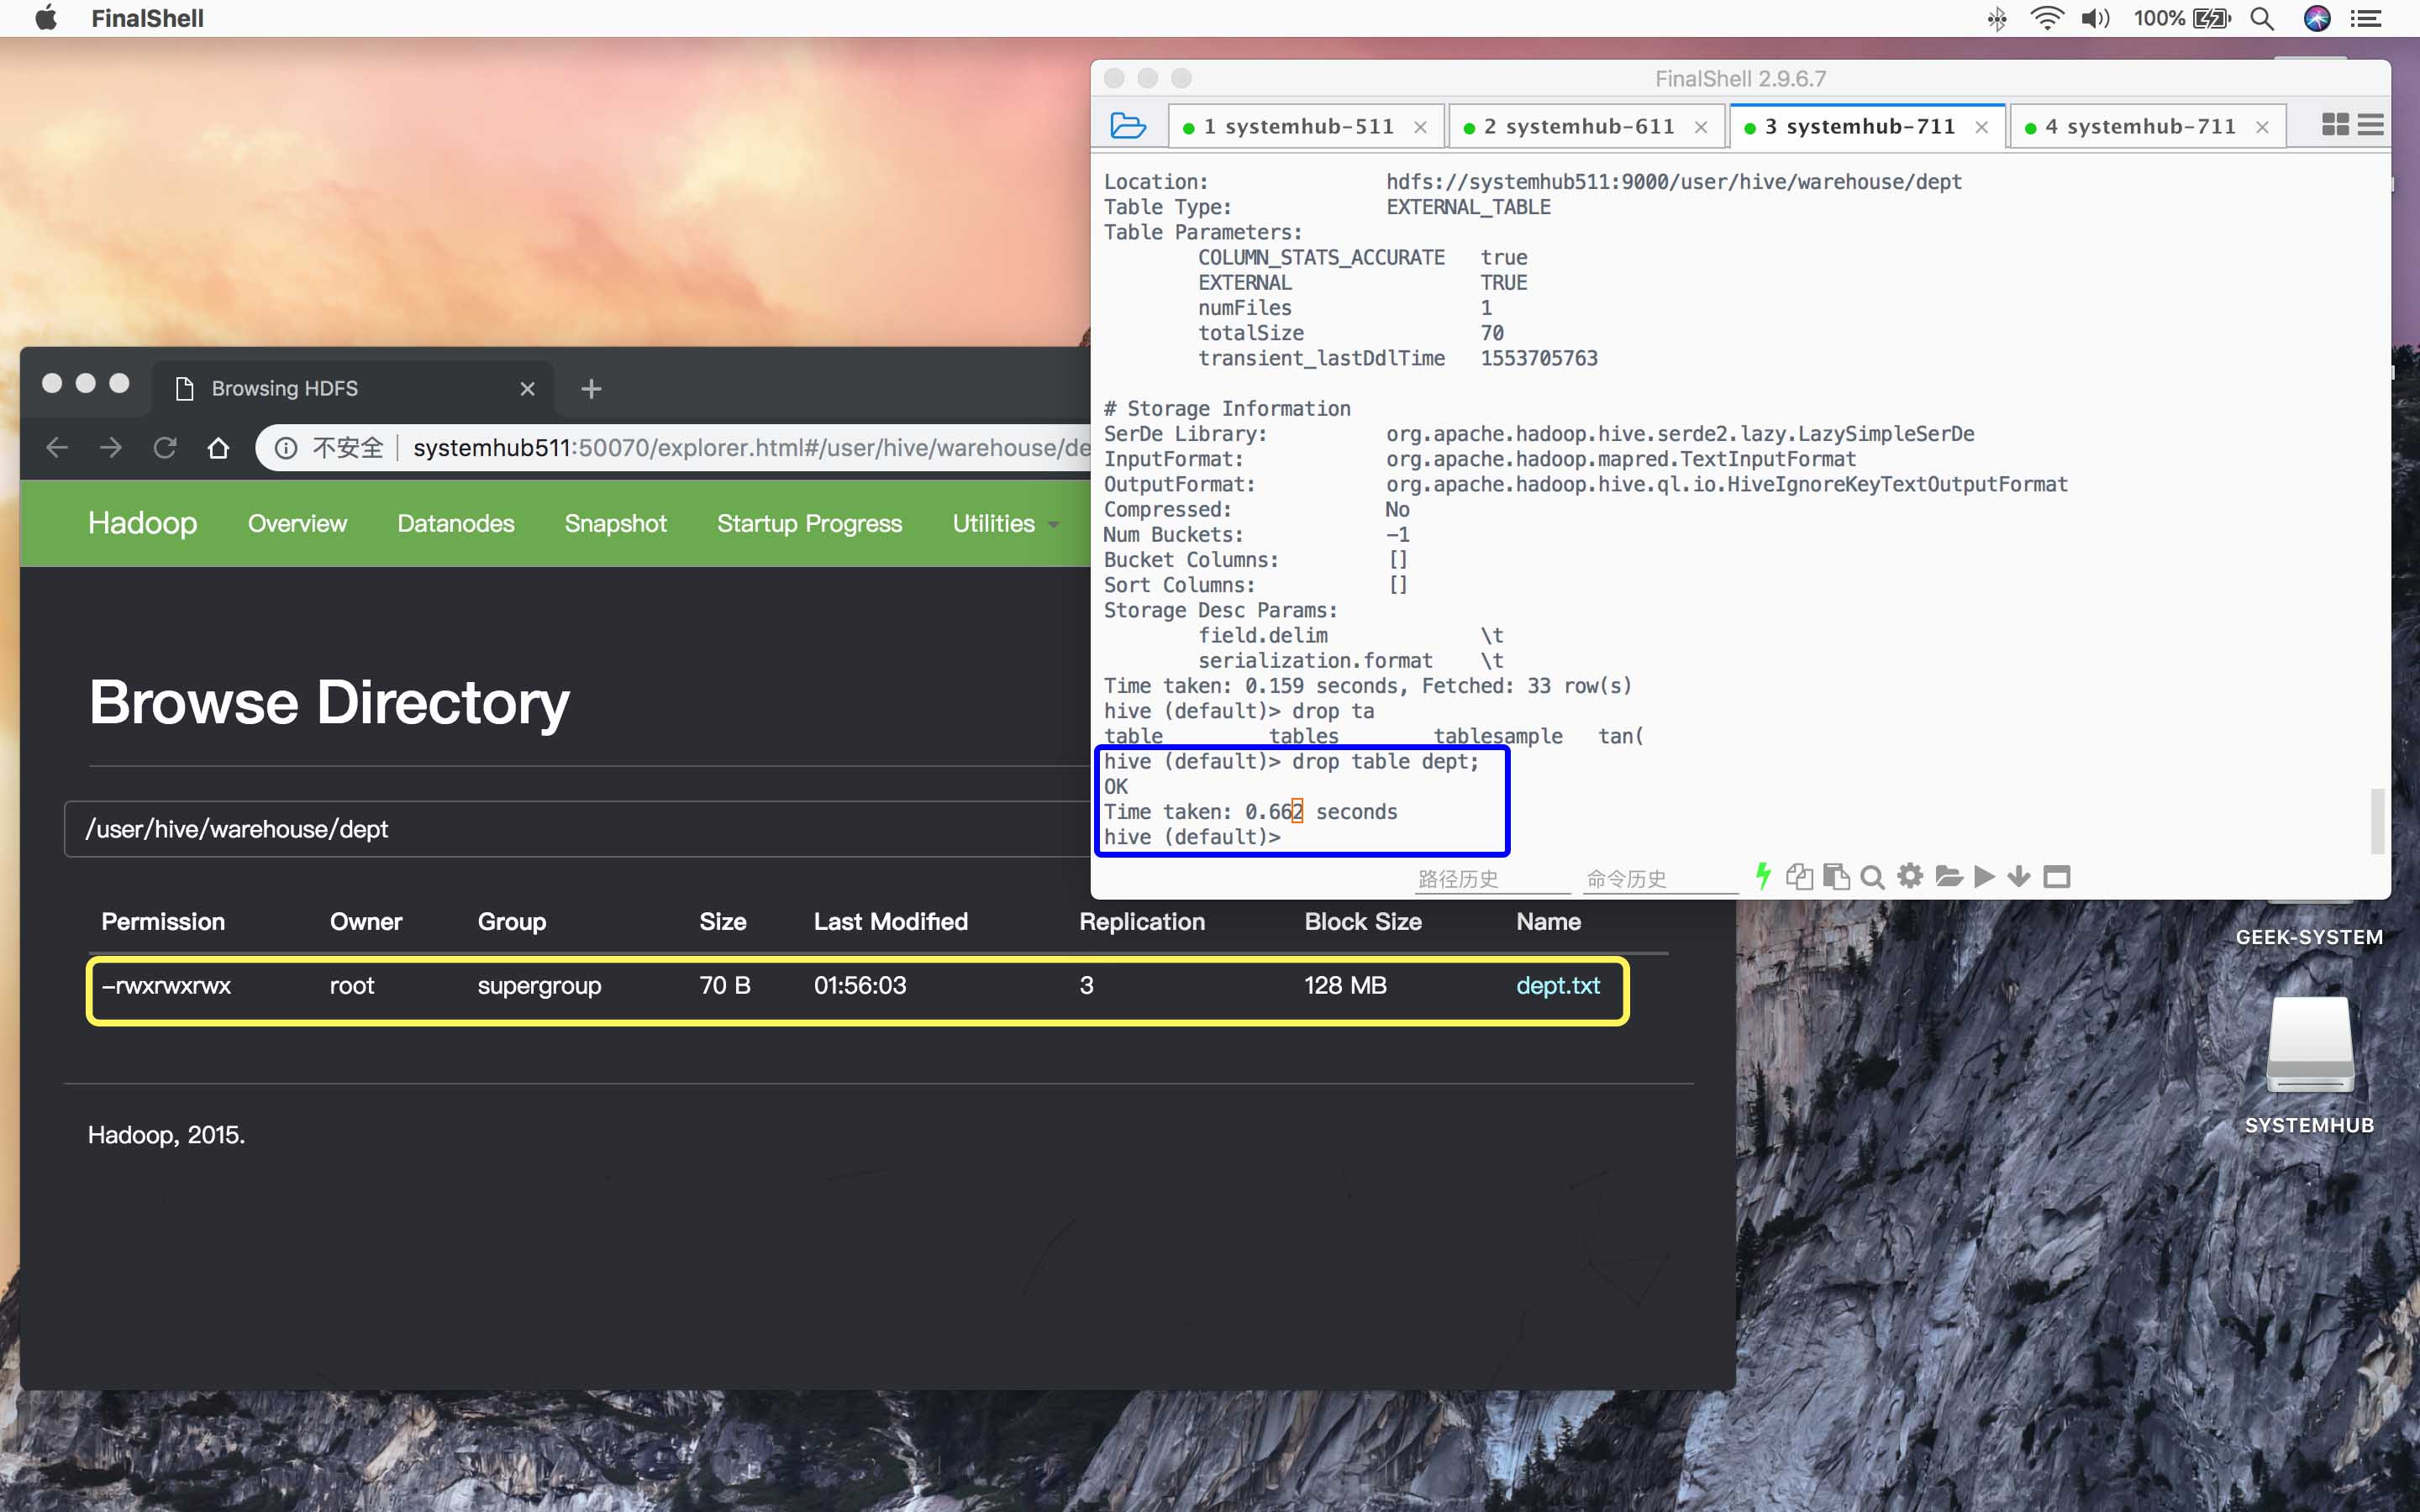 FinalShell
100%
FinalShell 2.9.6.7
1 systemhub-511
2 systemhub-611
3 systemhub-711
4 systemhub-711
Location: hdfs://systemhub511:9000/user/hive/warehouse/dept
Table Type: EXTERNAL_TABLE
Table Parameters:
COLUMN_STATS_ACCURATE true
EXTERNAL TRUE
numFiles 1
totalSize 70
transient_lastDdlTime 1553705763
# Storage Information
SerDe Library: org.apache.hadoop.hive.serde2.lazy.LazySimpleSerDe
InputFormat: org.apache.hadoop.mapred.TextInputFormat
OutputFormat: org.apache.hadoop.hive.ql.io.HiveIgnoreKeyTextOutputFormat
Compressed: No
Num Buckets: -1
Bucket Columns: []
Sort Columns: []
Storage Desc Params:
field.delim \t
serialization.format \t
Time taken: 0.159 seconds, Fetched: 33 row(s)
hive (default)> drop ta
table tables tablesample tan(
hive (default)> drop table dept;
OK
Time taken: 0.662 seconds
hive (default)>
路径历史 命令历史
Browsing HDFS
不安全 systemhub511:50070/explorer.html#/user/hive/warehouse/de
Hadoop Overview Datanodes Snapshot Startup Progress Utilities
Browse Directory
/user/hive/warehouse/dept
Permission Owner Group Size Last Modified Replication Block Size Name
-rwxrwxrwx root supergroup 70 B 01:56:03 3 128 MB dept.txt
Hadoop, 2015.
GEEK-SYSTEM
SYSTEMHUB